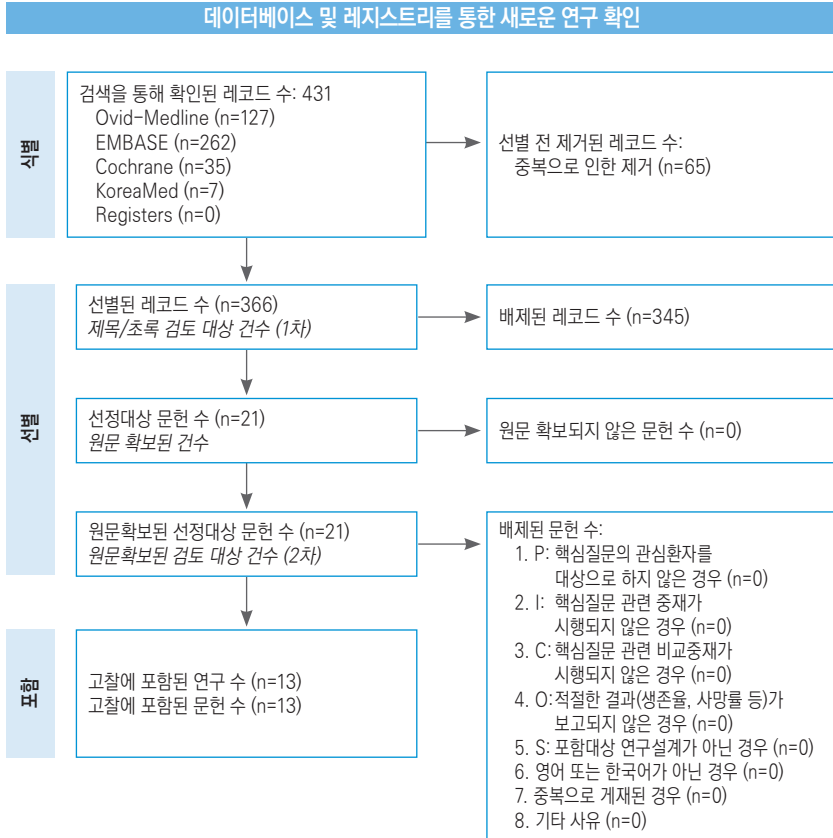 데이터베이스 및 레지스트리를 통한 새로운 연구 확인
식별
검색을 통해 확인된 레코드 수: 431
Ovid-Medline (n=127)
EMBASE (n=262)
Cochrane (n=35)
KoreaMed (n=7)
Registers (n=0)
선별 전 제거된 레코드 수:
중복으로 인한 제거 (n=65)
선별
선별된 레코드 수 (n=366)
제목/초록 검토 대상 건수 (1차)
배제된 레코드 수 (n=345)
선정대상 문헌 수 (n=21)
원문 확보된 건수
원문 확보되지 않은 문헌 수 (n=0)
원문확보된 선정대상 문헌 수 (n=21)
원문확보된 검토 대상 건수 (2차)
배제된 문헌 수:
1. P: 핵심질문의 관심환자를
대상으로 하지 않은 경우 (n=0)
2. I: 핵심질문 관련 중재가
시행되지 않은 경우 (n=0)
3. C: 핵심질문 관련 비교중재가
시행되지 않은 경우 (n=0)
4. O: 적절한 결과(생존율, 사망률 등)가
보고되지 않은 경우 (n=0)
5. S: 포함대상 연구설계가 아닌 경우 (n=0)
6. 영어 또는 한국어가 아닌 경우 (n=0)
7. 중복으로 게재된 경우 (n=0)
8. 기타 사유 (n=0)
포함
고찰에 포함된 연구 수 (n=13)
고찰에 포함된 문헌 수 (n=13)